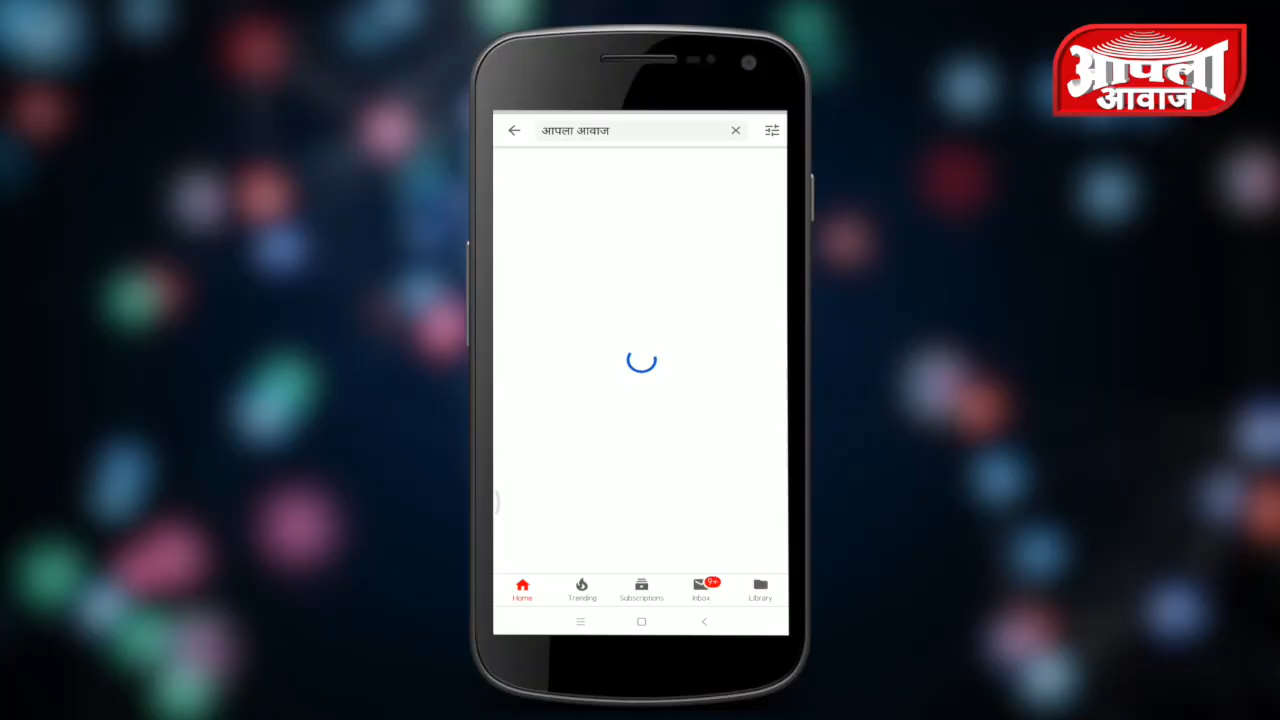 आपला
आवाज
आपला आवाज
9+
Home
Trending
Subscriptions
Inbox
Library